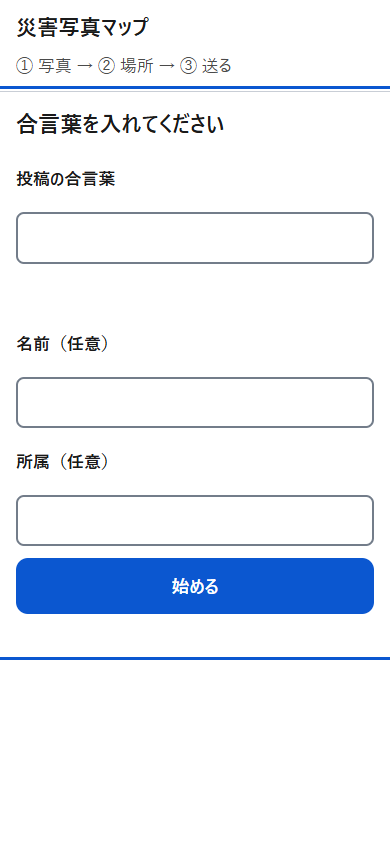 災害写真マップ
① 写真 → ② 場所 → ③ 送る
合言葉を入れてください
投稿の合言葉
名前（任意）
所属（任意）
始める